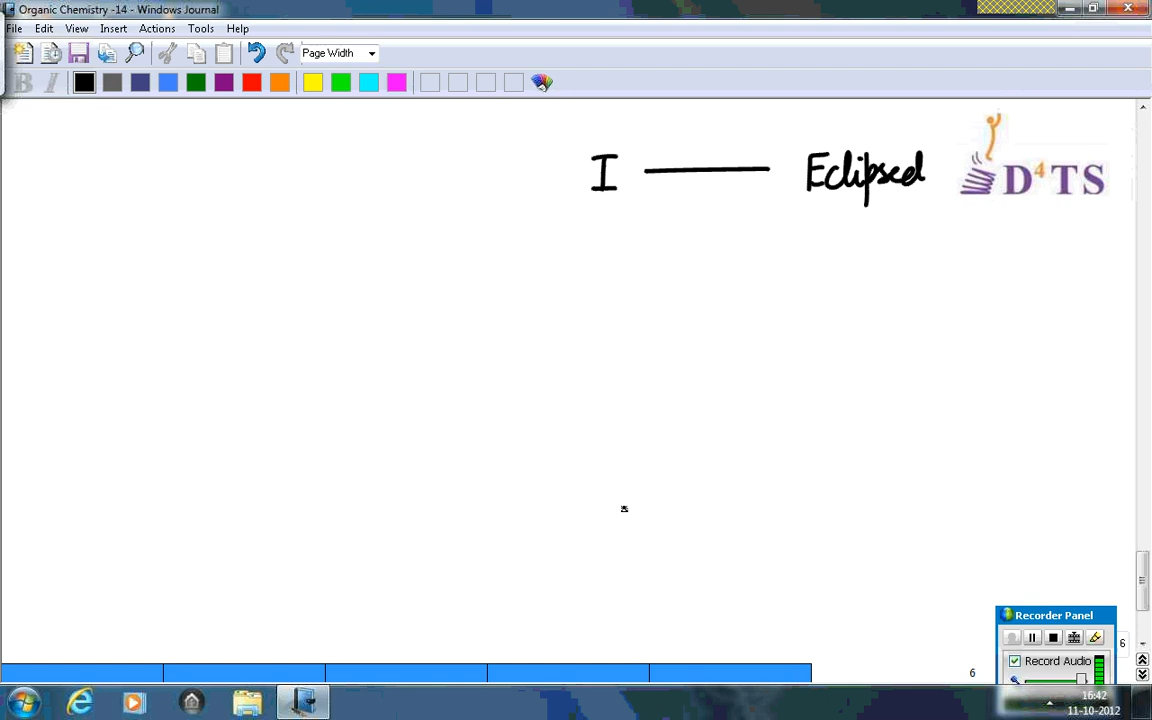 Organic Chemistry -14 - Windows Journal
File Edit View Insert Actions Tools Help
Page Width
B I
I — Eclipsed
D4TS
Recorder Panel
6
Record Audio
6
16:42
11-10-2012